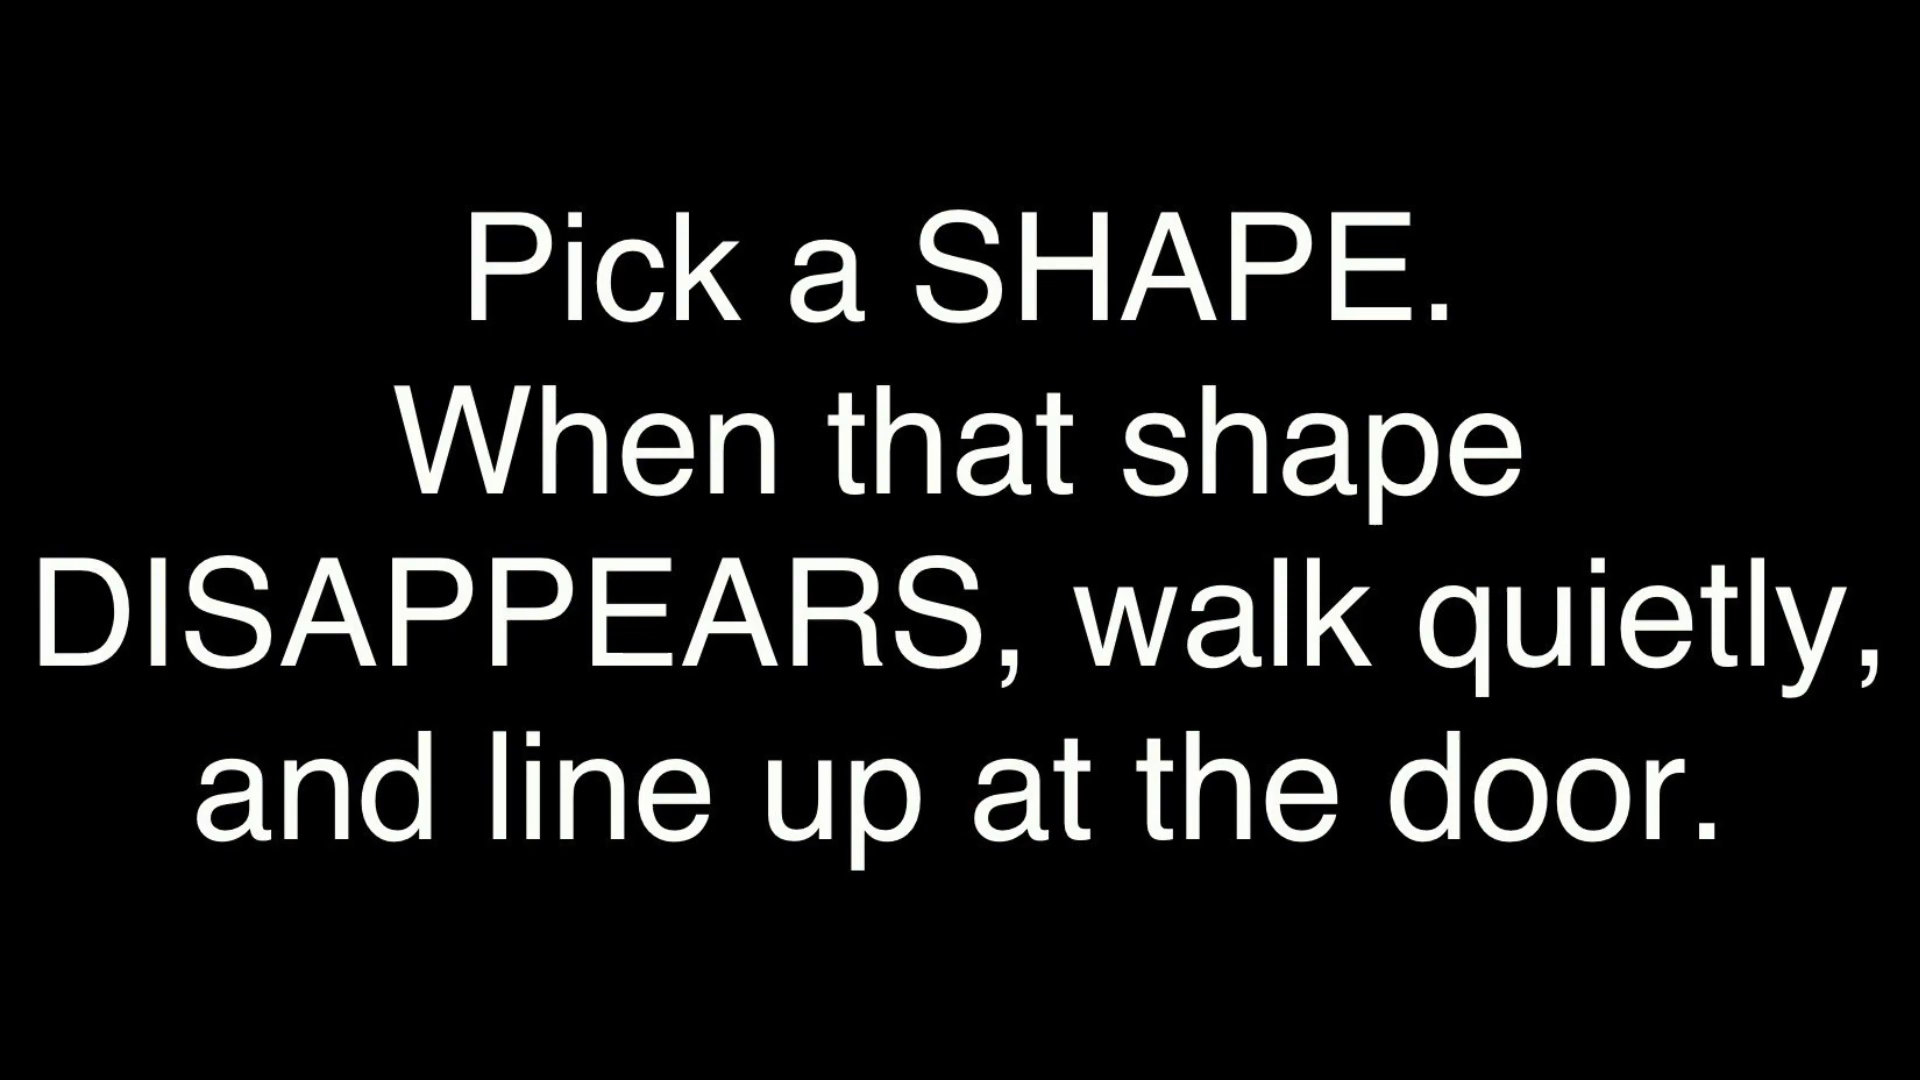 Pick a SHAPE.
When that shape
DISAPPEARS, walk quietly,
and line up at the door.